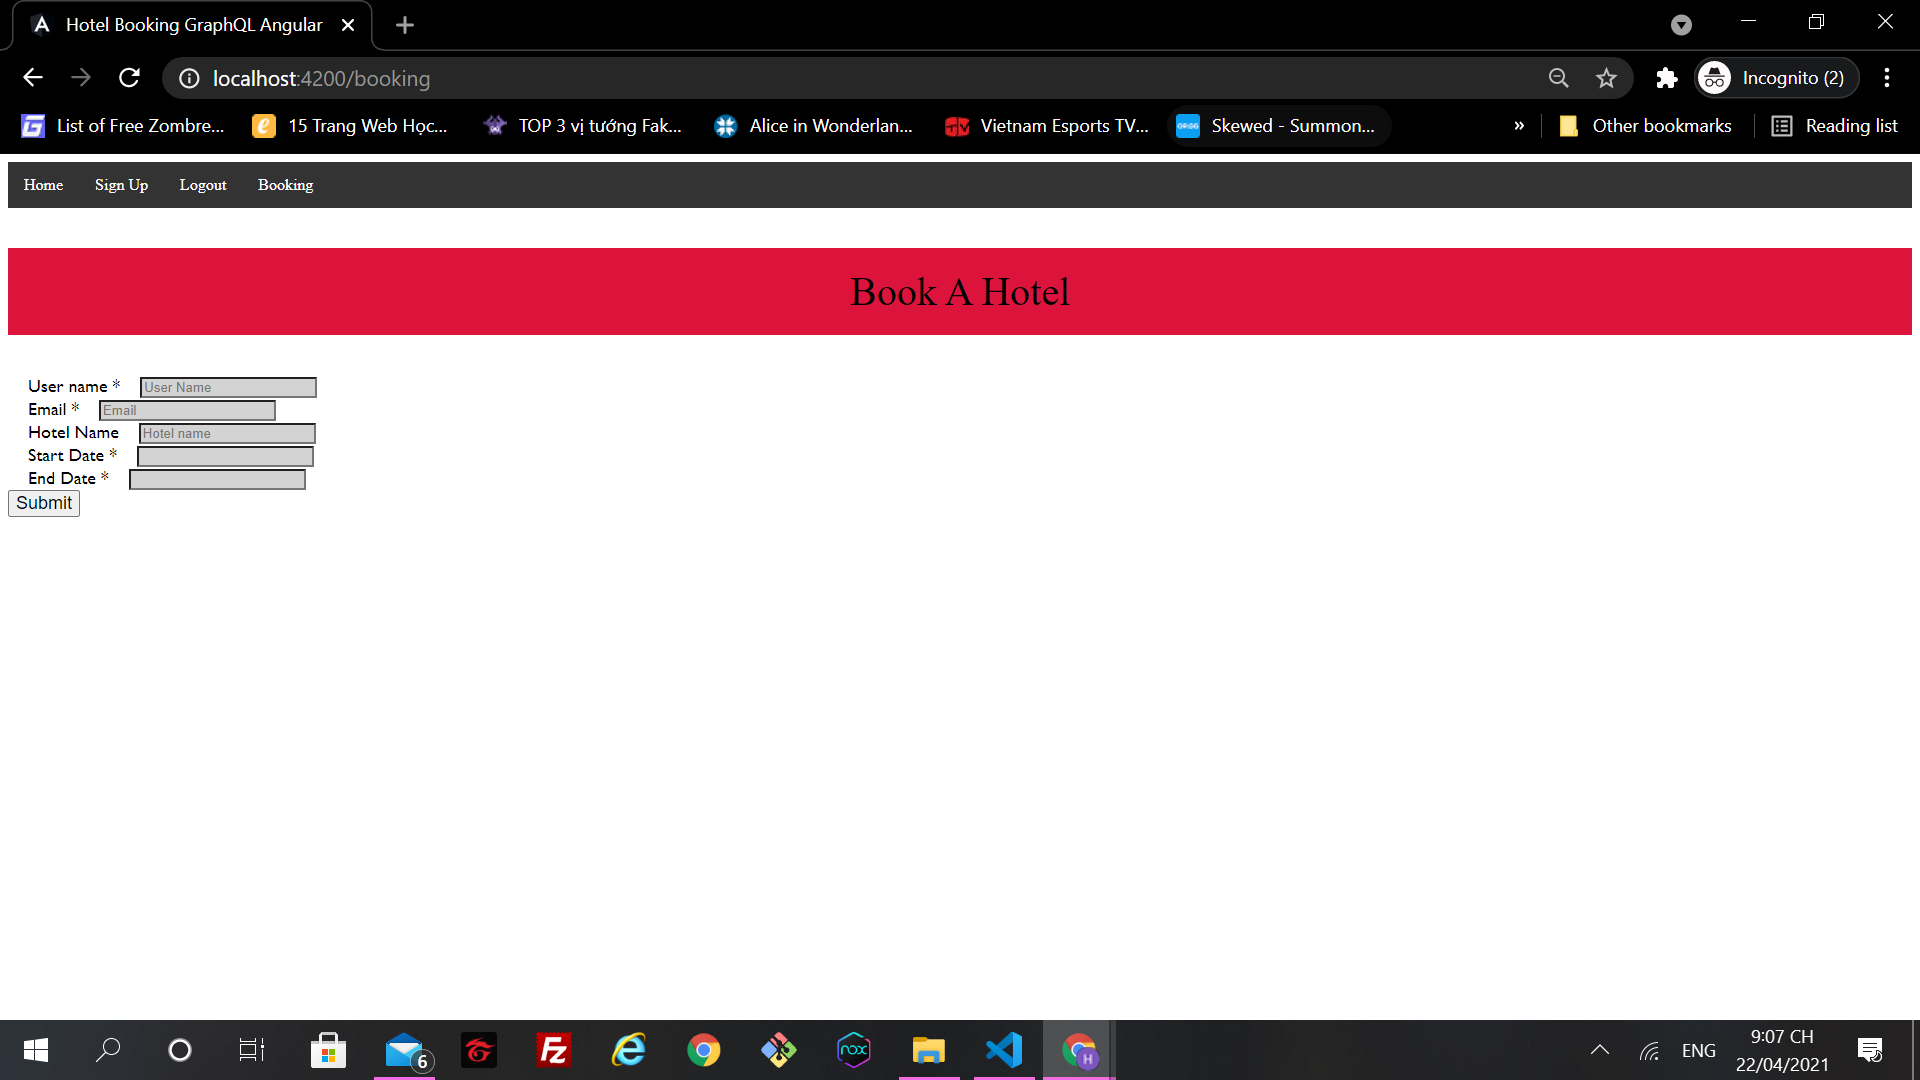 Hotel Booking GraphQL Angular
localhost:4200/booking
Incognito (2)
List of Free Zombre...
15 Trang Web Học...
TOP 3 vị tướng Fak...
Alice in Wonderlan...
Vietnam Esports TV...
Skewed - Summon...
»
Other bookmarks
Reading list
Home Sign Up Logout Booking
Book A Hotel
User name * User Name
Email * Email
Hotel Name Hotel name
Start Date *
End Date *
Submit
6
H
ENG
9:07 CH
22/04/2021